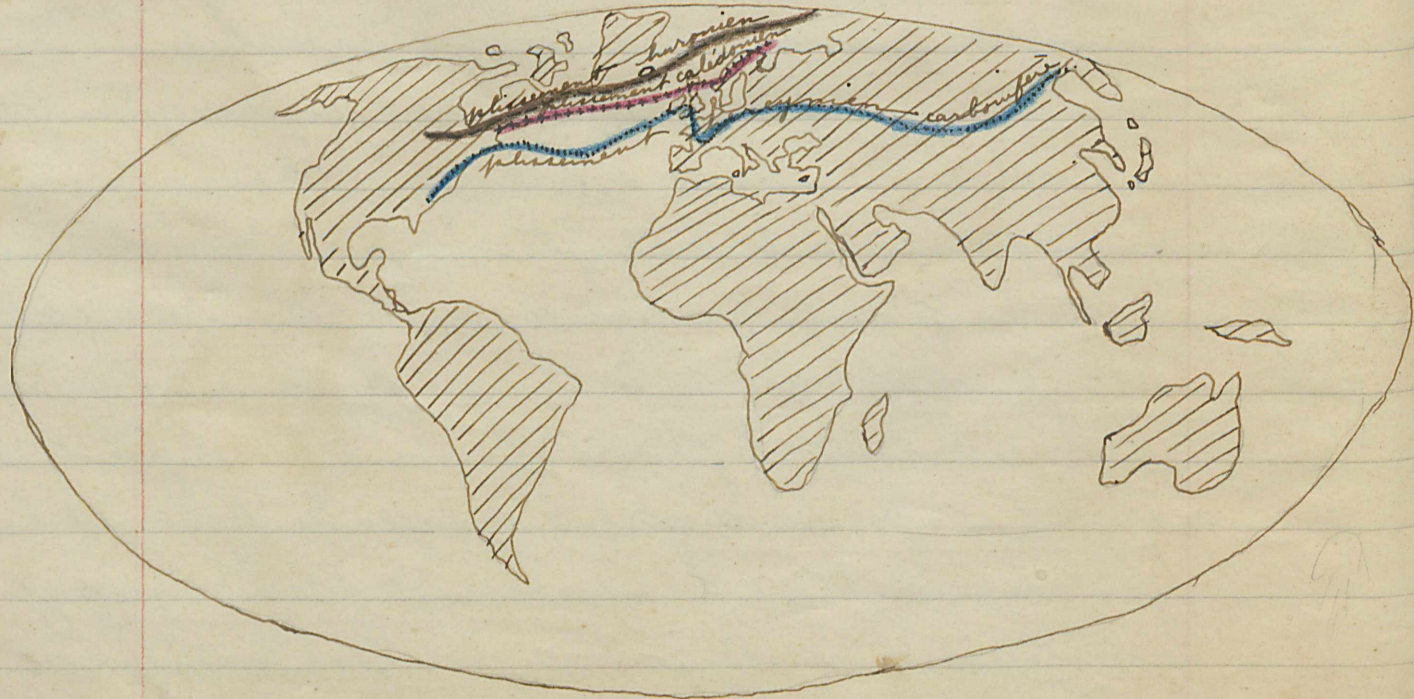 plissement huronien
plissement calédonien
plissement hercynien carbonifère